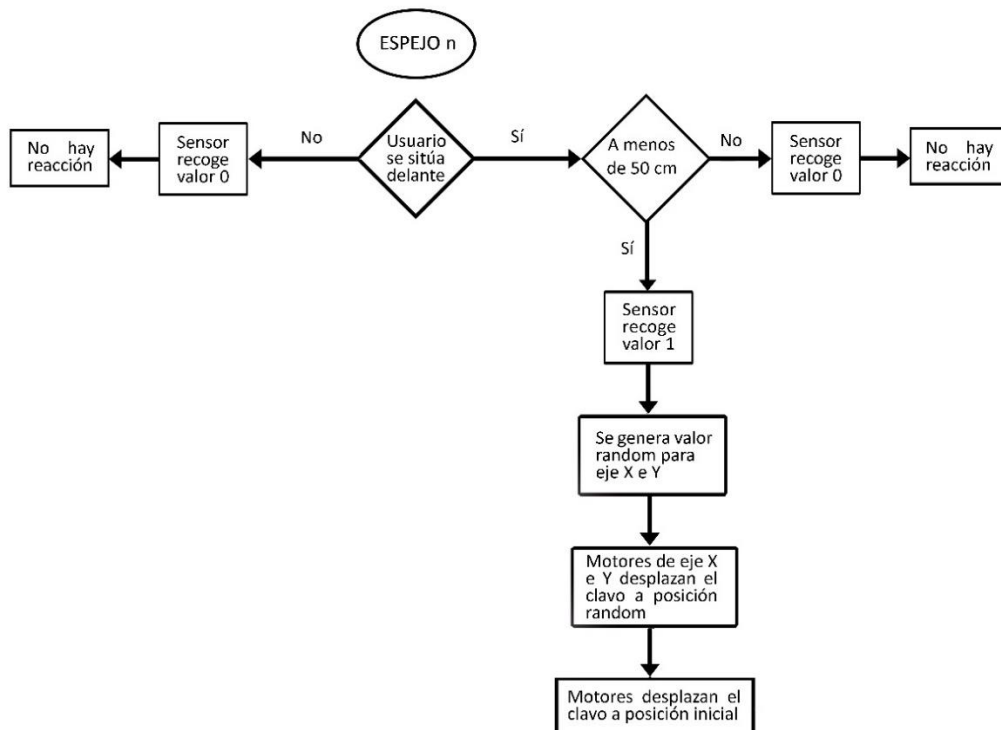 ESPEJO n
No hay
reacción
Sensor
recoge
valor 0
No
Usuario
se sitúa
delante
Sí
A menos
de 50 cm
No
Sensor
recoge
valor 0
No hay
reacción
Sí
Sensor
recoge
valor 1
Se genera valor
random para
eje X e Y
Motores de eje X
e Y desplazan el
clavo a posición
random
Motores desplazan el
clavo a posición inicial